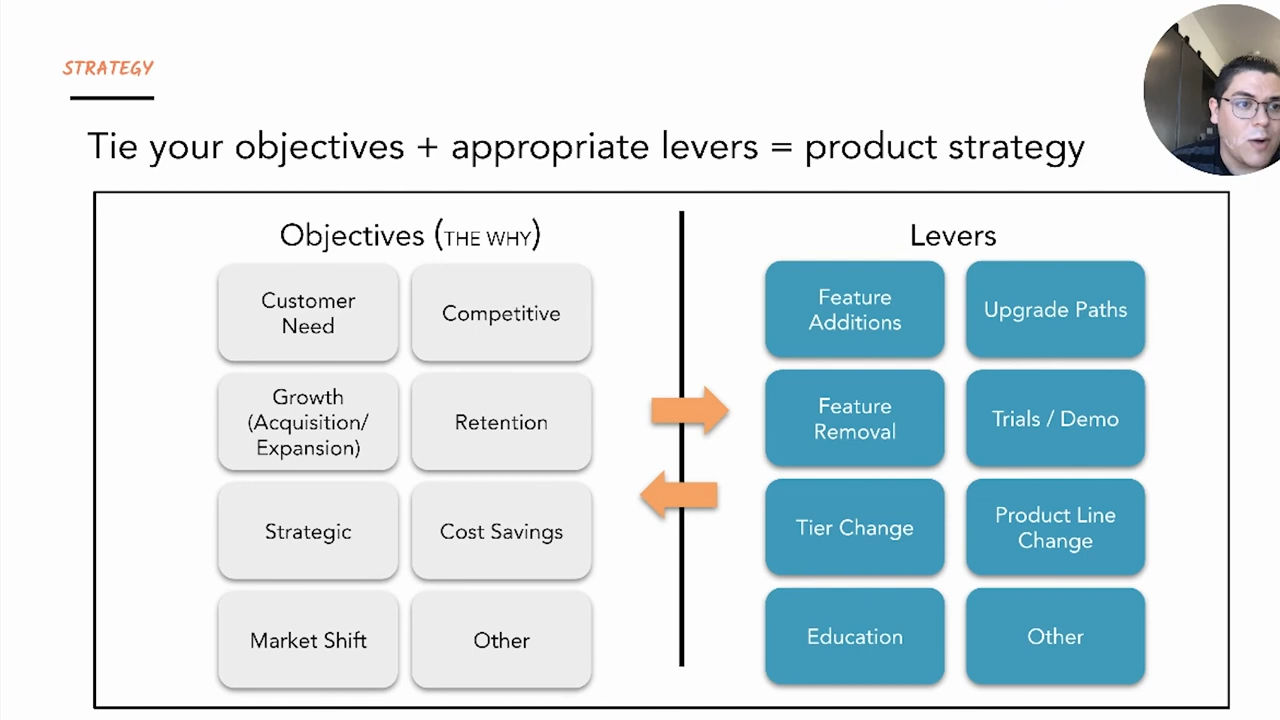 STRATEGY
Tie your objectives + appropriate levers = product strategy
Objectives (THE WHY)
Customer
Need
Competitive
Growth
(Acquisition/
Expansion)
Retention
Strategic
Cost Savings
Market Shift
Other
Levers
Feature
Additions
Upgrade Paths
Feature
Removal
Trials / Demo
Tier Change
Product Line
Change
Education
Other